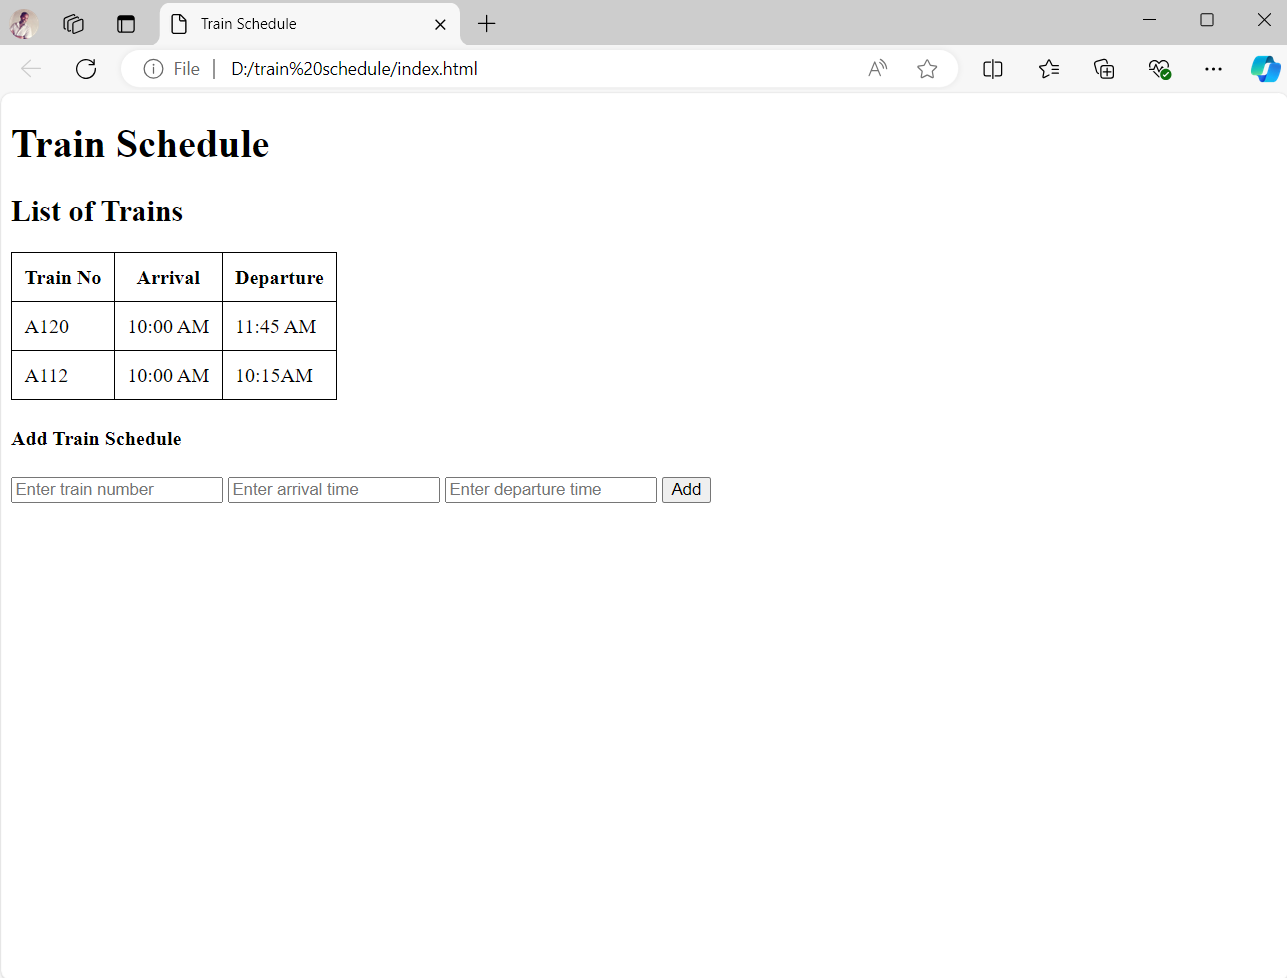 Train Schedule
File | D:/train%20schedule/index.html
Train Schedule
List of Trains
Train No Arrival Departure
A120 10:00 AM 11:45 AM
A112 10:00 AM 10:15AM
Add Train Schedule
Enter train number Enter arrival time Enter departure time Add